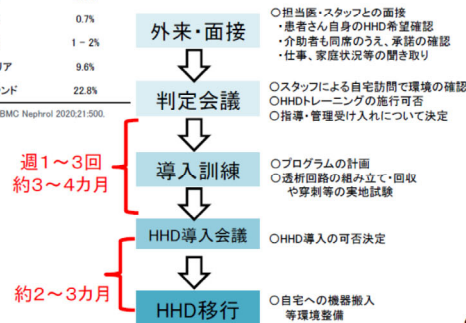 0.7%
1－2%
リア 9.6%
ランド 22.8%
BMC Nephrol 2020;21:500.
外来・面接
○担当医・スタッフとの面接
・患者さん自身のHHD希望確認
・介助者も同席のうえ、承諾の確認
・仕事、家庭状況等の聞き取り
判定会議
○スタッフによる自宅訪問で環境の確認
○HHDトレーニングの施行可否
○指導・管理受け入れについて決定
週1～3回
約3～4カ月
導入訓練
○プログラムの計画
○透析回路の組み立て・回収
や穿刺等の実地試験
HHD導入会議
○HHD導入の可否決定
約2～3カ月
HHD移行
○自宅への機器搬入
等環境整備